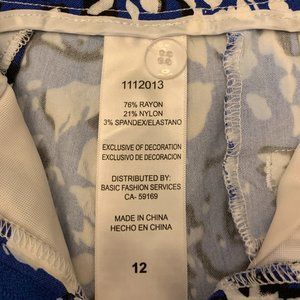 1112013
76% RAYON
21% NYLON
3% SPANDEX/ELASTANO
EXCLUSIVE OF DECORATION
EXCLUSIVO DE DECORACION
DISTRIBUTED BY:
BASIC FASHION SERVICES
CA- 59169
MADE IN CHINA
HECHO EN CHINA
12